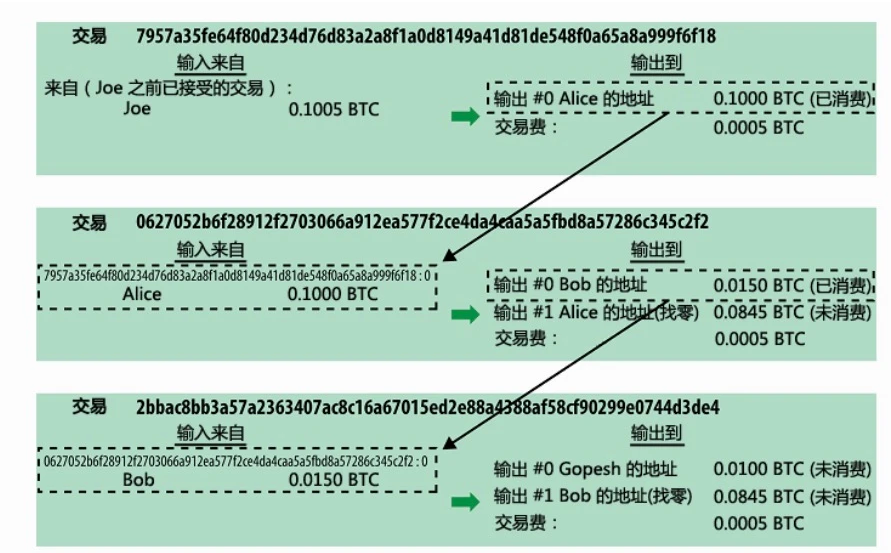 交易 7957a35fe64f80d234d76d83a2a8f1a0d8149a41d81de548f0a65a8a999f6f18
输入来自 输出到
来自 ( Joe 之前已接受的交易 ) : 输出 #0 Alice 的地址 0.1000 BTC (已消费)
Joe 0.1005 BTC 交易费 : 0.0005 BTC
交易 0627052b6f28912f2703066a912ea577f2ce4da4caa5a5fbd8a57286c345c2f2
输入来自 输出到
7957a35fe64f80d234d76d83a2a8f1a0d8149a41d81de548f0a65a8a999f6f18 : 0 输出 #0 Bob 的地址 0.0150 BTC (已消费)
Alice 0.1000 BTC 输出 #1 Alice 的地址(找零) 0.0845 BTC (未消费)
交易费 : 0.0005 BTC
交易 2bbac8bb3a57a2363407ac8c16a67015ed2e88a4388af58cf90299e0744d3de4
输入来自 输出到
0627052b6f28912f2703066a912ea577f2ce4da4caa5a5fbd8a57286c345c2f2 : 0 输出 #0 Gopesh 的地址 0.0100 BTC (未消费)
Bob 0.0150 BTC 输出 #1 Bob 的地址(找零) 0.0845 BTC (未消费)
交易费 : 0.0005 BTC